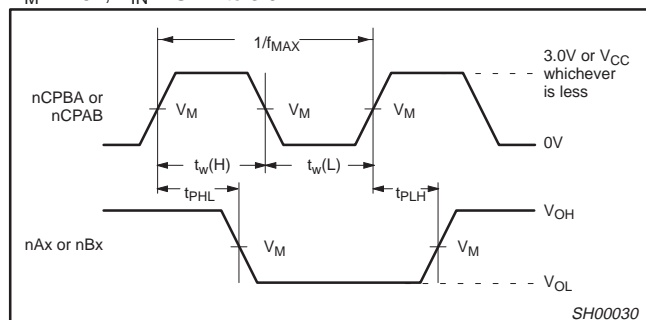 1/fMAX
3.0V or VCC
whichever
is less
nCPBA or
nCPAB
VM
VM
VM
0V
tw(H)
tw(L)
tPHL
tPLH
VOH
nAx or nBx
VM
VM
VOL
SH00030